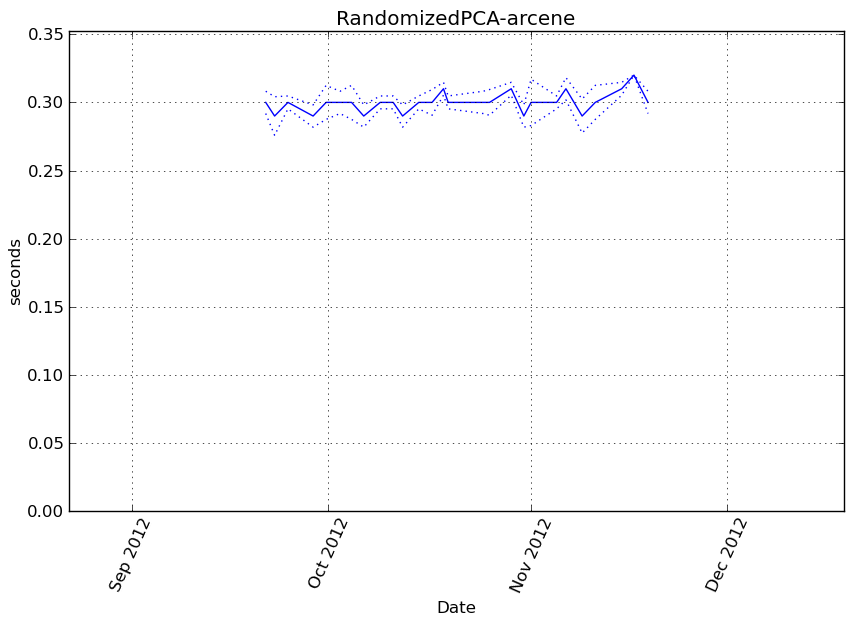 RandomizedPCA-arcene
0.35
0.30
0.25
0.20
0.15
0.10
0.05
0.00
seconds
Sep 2012
Oct 2012
Nov 2012
Dec 2012
Date